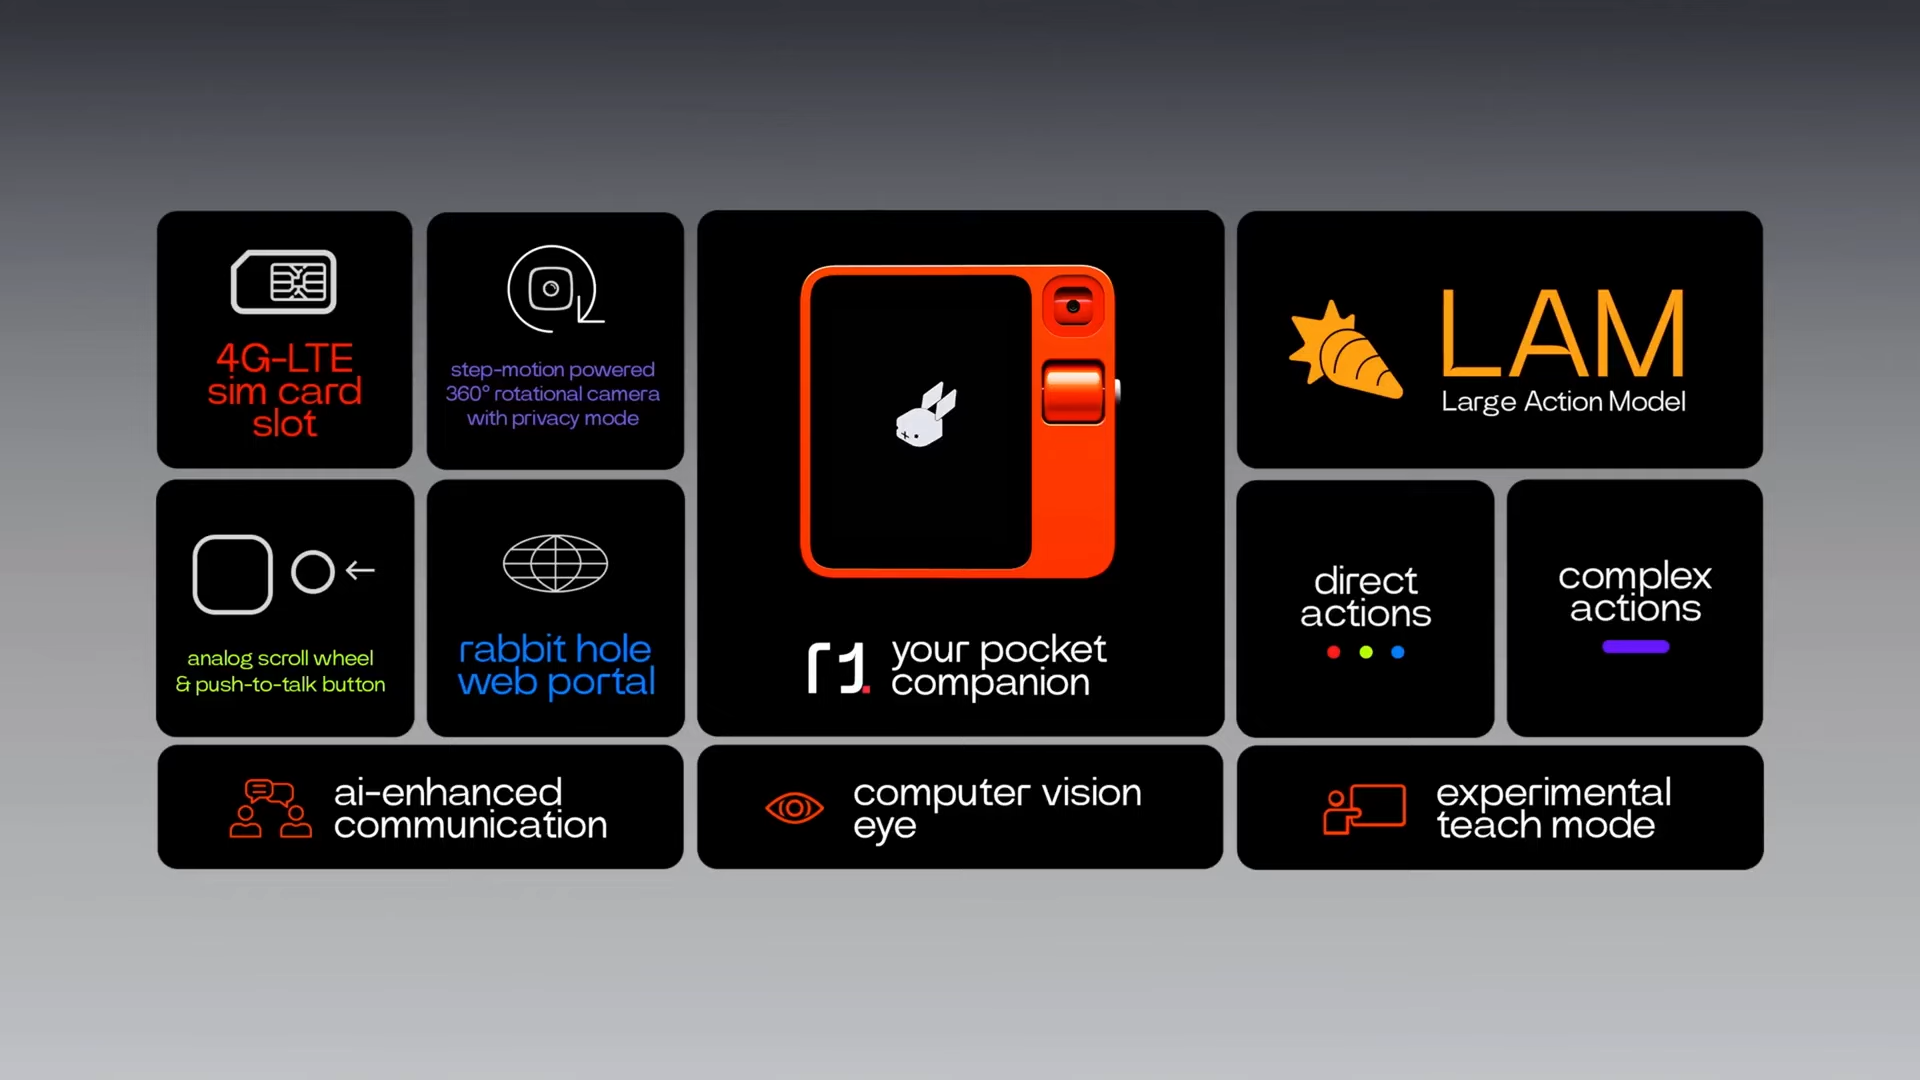 4G-LTE
sim card
slot
step-motion powered
360° rotational camera
with privacy mode
analog scroll wheel
& push-to-talk button
rabbit hole
web portal
r1.
your pocket
companion
LAM
Large Action Model
direct
actions
complex
actions
ai-enhanced
communication
computer vision
eye
experimental
teach mode